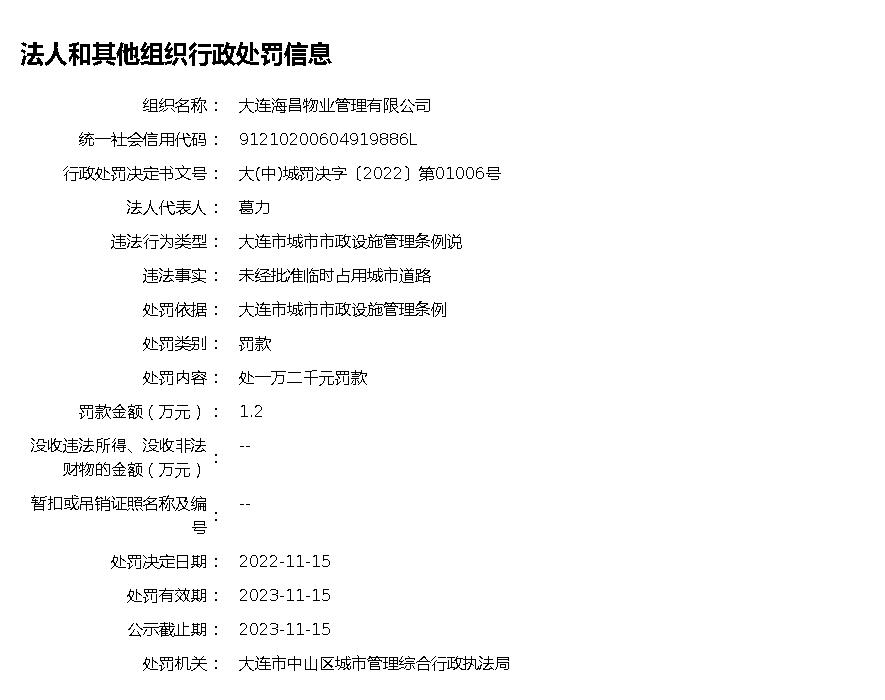 法人和其他组织行政处罚信息
组织名称： 大连海昌物业管理有限公司
统一社会信用代码： 91210200604919886L
行政处罚决定书文号： 大(中)城罚决字〔2022〕第01006号
法人代表人： 葛力
违法行为类型： 大连市城市市政设施管理条例说
违法事实： 未经批准临时占用城市道路
处罚依据： 大连市城市市政设施管理条例
处罚类别： 罚款
处罚内容： 处一万二千元罚款
罚款金额（万元）： 1.2
没收违法所得、没收非法
财物的金额（万元）： --
暂扣或吊销证照名称及编
号： --
处罚决定日期： 2022-11-15
处罚有效期： 2023-11-15
公示截止期： 2023-11-15
处罚机关： 大连市中山区城市管理综合行政执法局